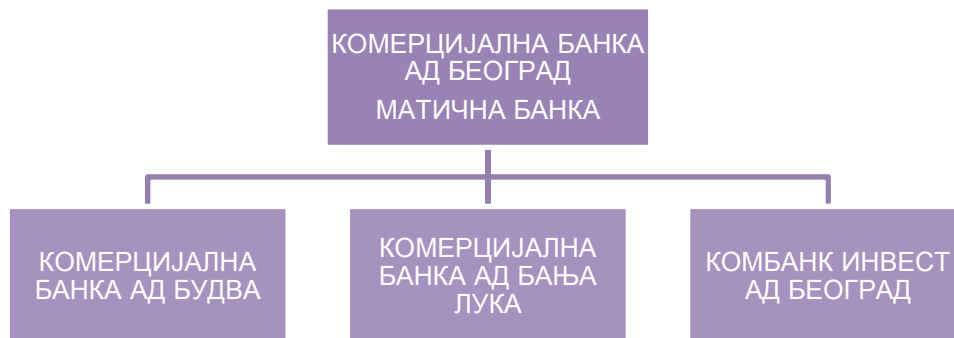 КОМЕРЦИЈАЛНА БАНКА
АД БЕОГРАД
МАТИЧНА БАНКА
КОМЕРЦИЈАЛНА
БАНКА АД БУДВА
КОМЕРЦИЈАЛНА
БАНКА АД БАЊА
ЛУКА
КОМБАНК ИНВЕСТ
АД БЕОГРАД